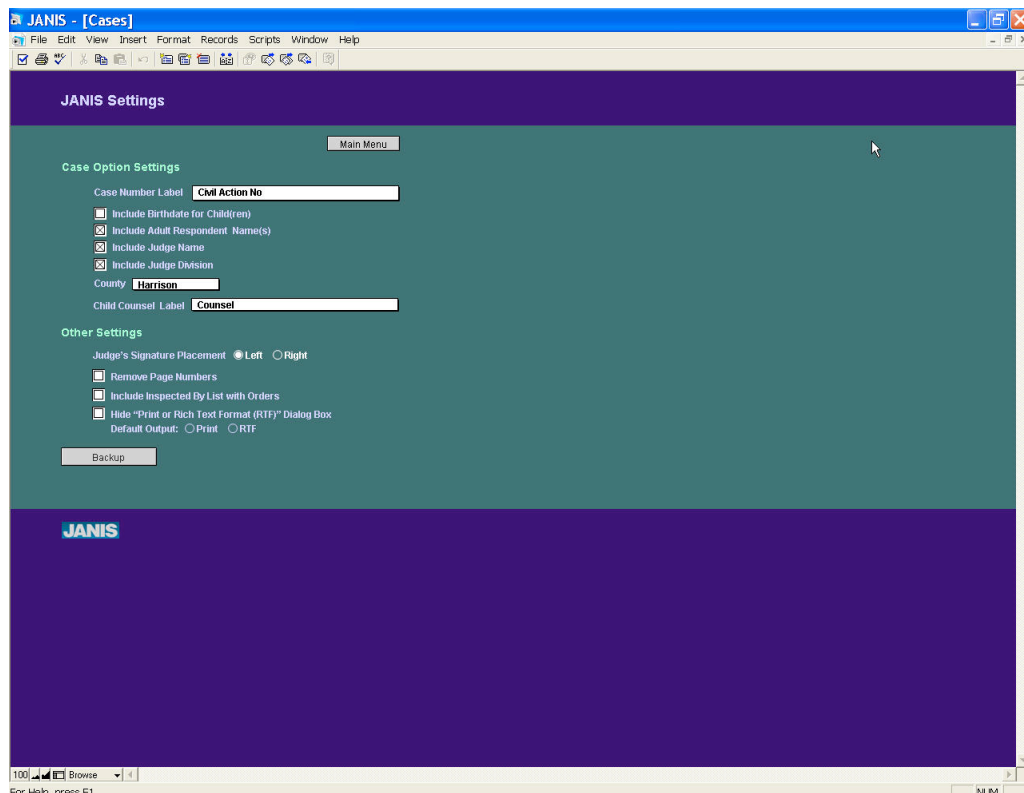 JANIS - [Cases]
File Edit View Insert Format Records Scripts Window Help
JANIS Settings
Main Menu
Case Option Settings
Case Number Label Civil Action No
Include Birthdate for Child(ren)
Include Adult Respondent Name(s)
Include Judge Name
Include Judge Division
County Harrison
Child Counsel Label Counsel
Other Settings
Judge's Signature Placement Left Right
Remove Page Numbers
Include Inspected By List with Orders
Hide “Print or Rich Text Format (RTF)” Dialog Box
Default Output: Print RTF
Backup
JANIS
100 Browse
For Help, press F1 NUM